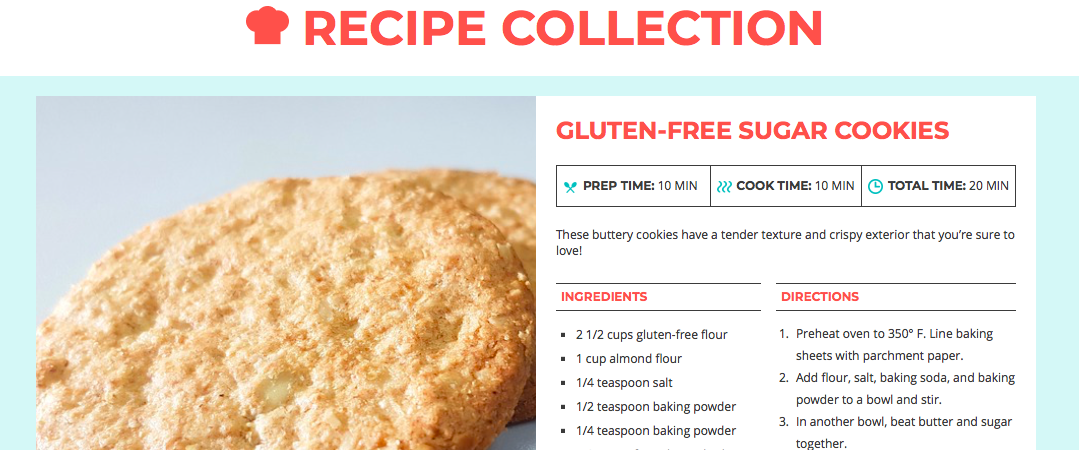 RECIPE COLLECTION
GLUTEN-FREE SUGAR COOKIES
PREP TIME: 10 MIN
COOK TIME: 10 MIN
TOTAL TIME: 20 MIN
These buttery cookies have a tender texture and crispy exterior that you’re sure to
love!
INGREDIENTS
2 1/2 cups gluten-free flour
1 cup almond flour
1/4 teaspoon salt
1/2 teaspoon baking powder
1/4 teaspoon baking powder
DIRECTIONS
1. Preheat oven to 350° F. Line baking
sheets with parchment paper.
2. Add flour, salt, baking soda, and baking
powder to a bowl and stir.
3. In another bowl, beat butter and sugar
together.